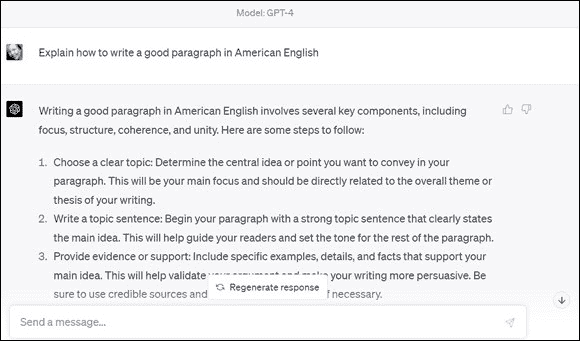 Model: GPT-4
Explain how to write a good paragraph in American English
Writing a good paragraph in American English involves several key components, including
focus, structure, coherence, and unity. Here are some steps to follow:
1. Choose a clear topic: Determine the central idea or point you want to convey in your
paragraph. This will be your main focus and should be directly related to the overall theme or
thesis of your writing.
2. Write a topic sentence: Begin your paragraph with a strong topic sentence that clearly states
the main idea. This will help guide your readers and set the tone for the rest of the paragraph.
3. Provide evidence or support: Include specific examples, details, and facts that support your
main idea. This will help validate your argument and make your writing more persuasive. Be
Regenerate response
sure to use credible sources and if necessary.
Send a message...